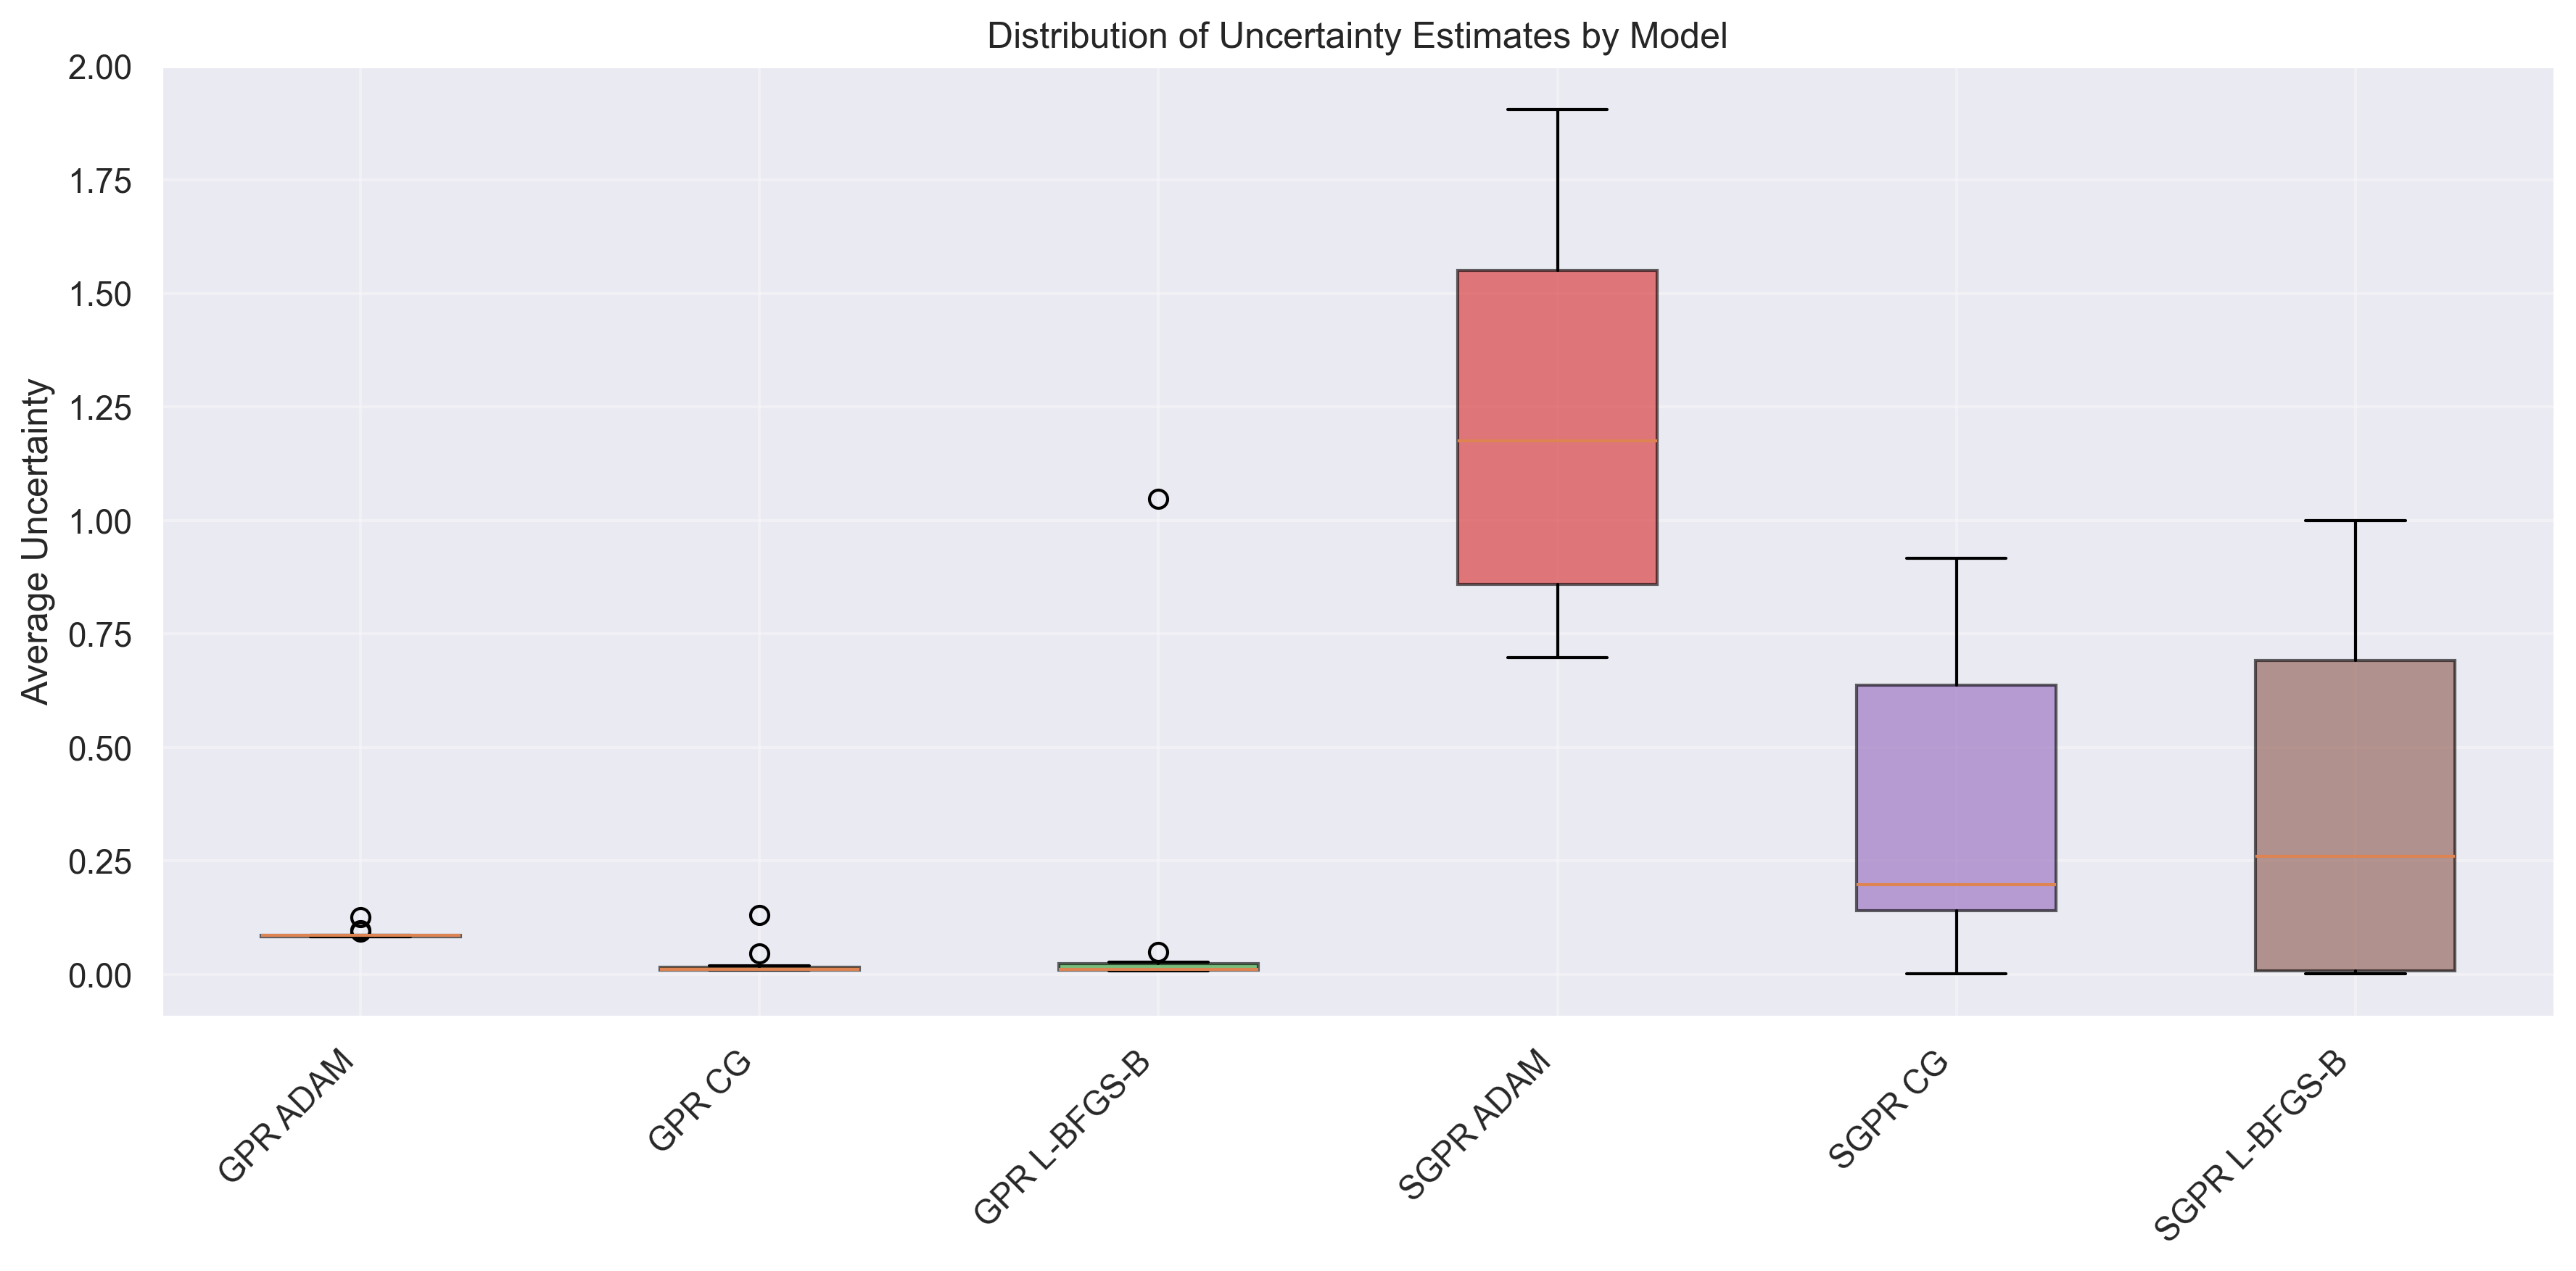 Distribution of Uncertainty Estimates by Model
Average Uncertainty
2.00
1.75
1.50
1.25
1.00
0.75
0.50
0.25
0.00
GPR ADAM
GPR CG
GPR L-BFGS-B
SGPR ADAM
SGPR CG
SGPR L-BFGS-B